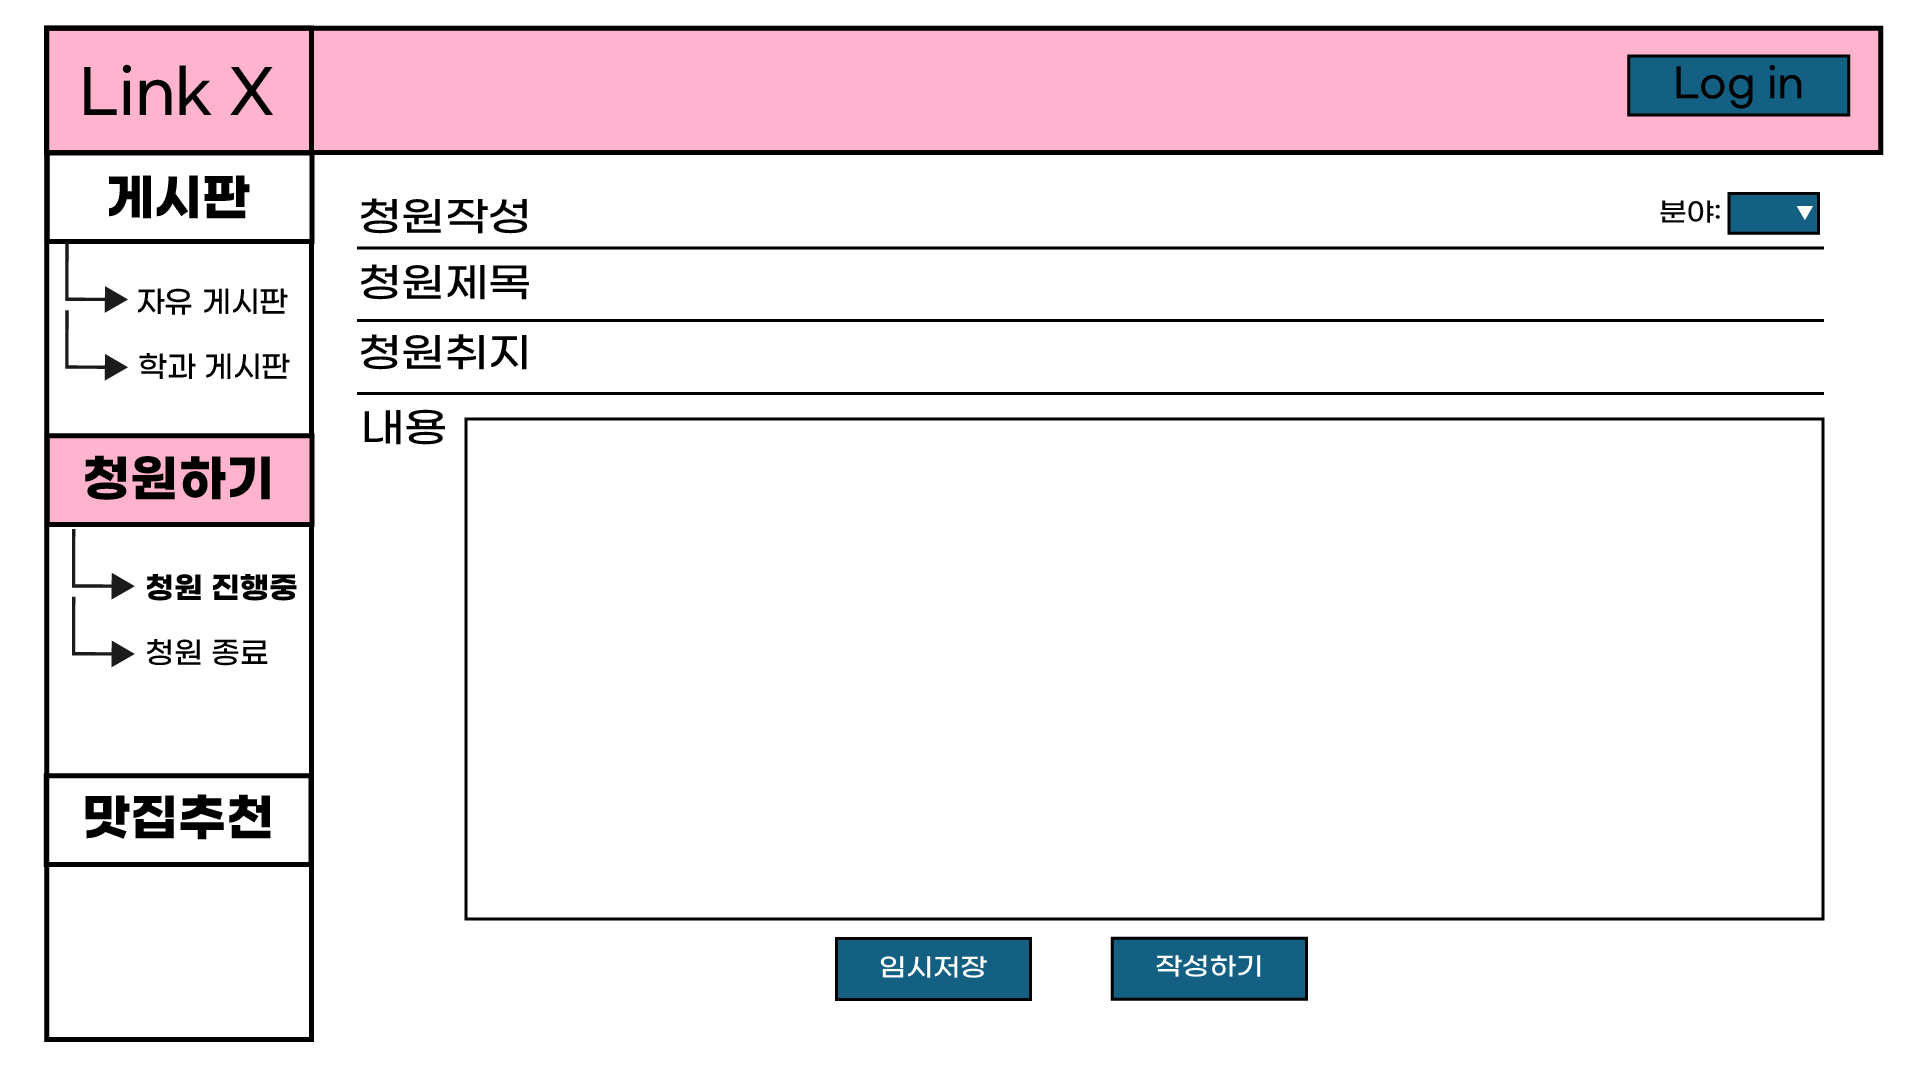 Link X
Log in
게시판
자유 게시판
학과 게시판
청원하기
청원 진행중
청원 종료
맛집추천
청원작성
분야:
청원제목
청원취지
내용
임시저장
작성하기